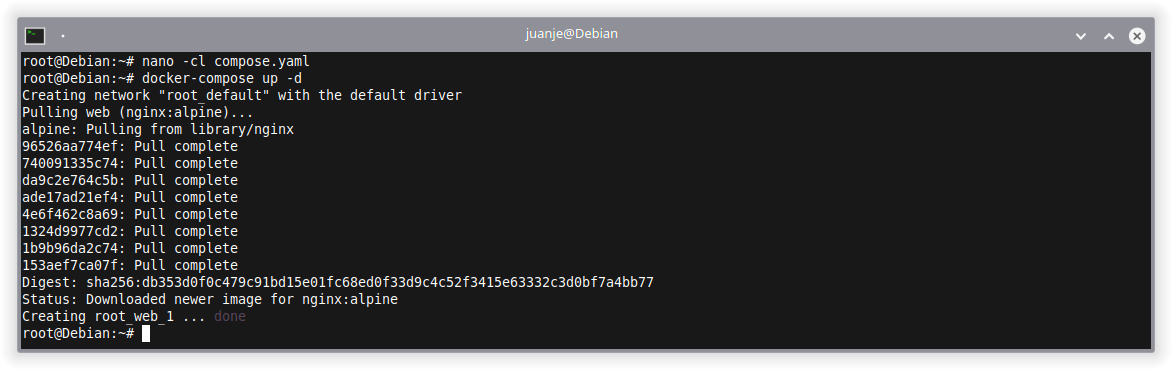 juanje@Debian
root@Debian:~# nano -cl compose.yaml
root@Debian:~# docker-compose up -d
Creating network "root_default" with the default driver
Pulling web (nginx:alpine)...
alpine: Pulling from library/nginx
96526aa774ef: Pull complete
740091335c74: Pull complete
da9c2e764c5b: Pull complete
ade17ad21ef4: Pull complete
4e6f462c8a69: Pull complete
1324d9977cd2: Pull complete
1b9b96da2c74: Pull complete
153aef7ca07f: Pull complete
Digest: sha256:db353d0f0c479c91bd15e01fc68ed0f33d9c4c52f3415e63332c3d0bf7a4bb77
Status: Downloaded newer image for nginx:alpine
Creating root_web_1 ... done
root@Debian:~#